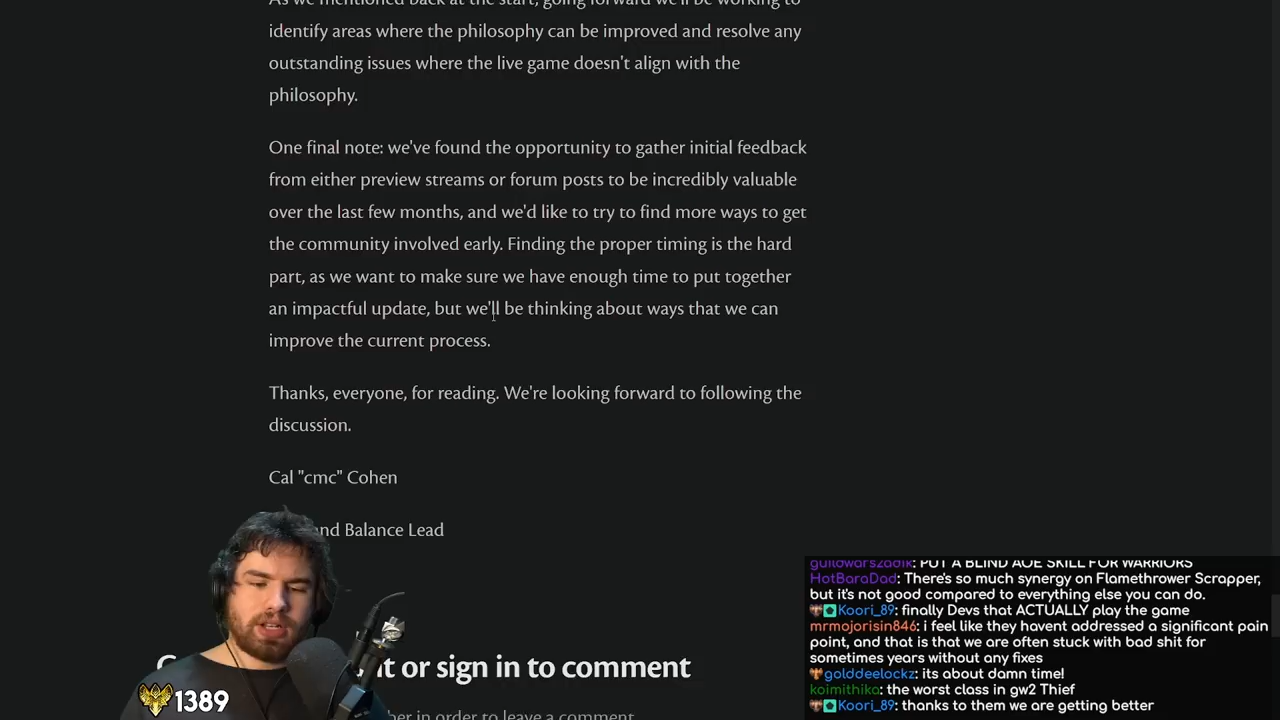 As we mentioned back at the start, going forward we'll be working to
identify areas where the philosophy can be improved and resolve any
outstanding issues where the live game doesn't align with the
philosophy.
One final note: we've found the opportunity to gather initial feedback
from either preview streams or forum posts to be incredibly valuable
over the last few months, and we'd like to try to find more ways to get
the community involved early. Finding the proper timing is the hard
part, as we want to make sure we have enough time to put together
an impactful update, but we'll be thinking about ways that we can
improve the current process.
Thanks, everyone, for reading. We're looking forward to following the
discussion.
Cal "cmc" Cohen
and Balance Lead
or sign in to comment
in order to leave a comment
1389
guildwars2adik: PUT A BLIND AOE SKILL FOR WARRIORS
HotBaraDad: There's so much synergy on Flamethrower Scrapper,
but it's not good compared to everything else you can do.
Koori_89: finally Devs that ACTUALLY play the game
mrmojorisin846: i feel like they havent addressed a significant pain
point, and that is that we are often stuck with bad shit for
sometimes years without any fixes
golddeelockz: its about damn time!
koimithika: the worst class in gw2 Thief
Koori_89: thanks to them we are getting better